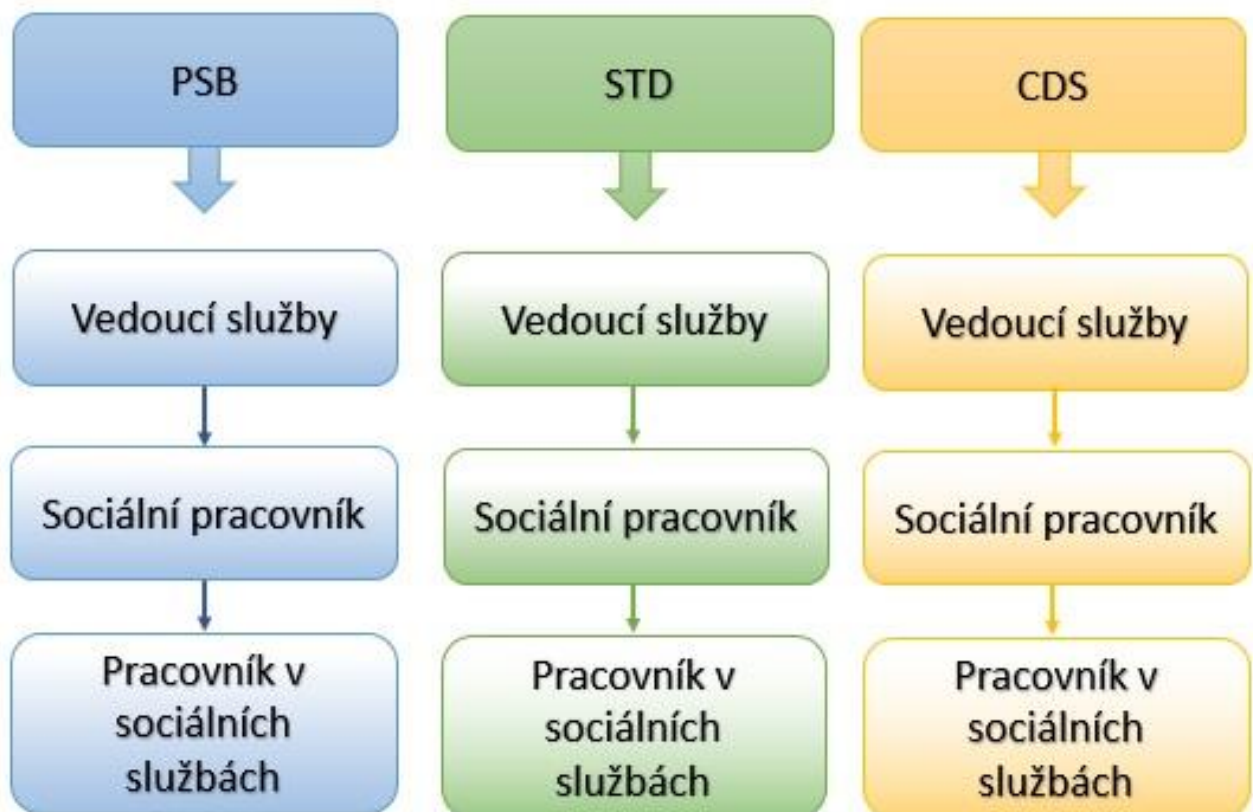 PSB
Vedoucí služby
Sociální pracovník
Pracovník v
sociálních
službách
STD
Vedoucí služby
Sociální pracovník
Pracovník v
sociálních
službách
CDS
Vedoucí služby
Sociální pracovník
Pracovník v
sociálních
službách